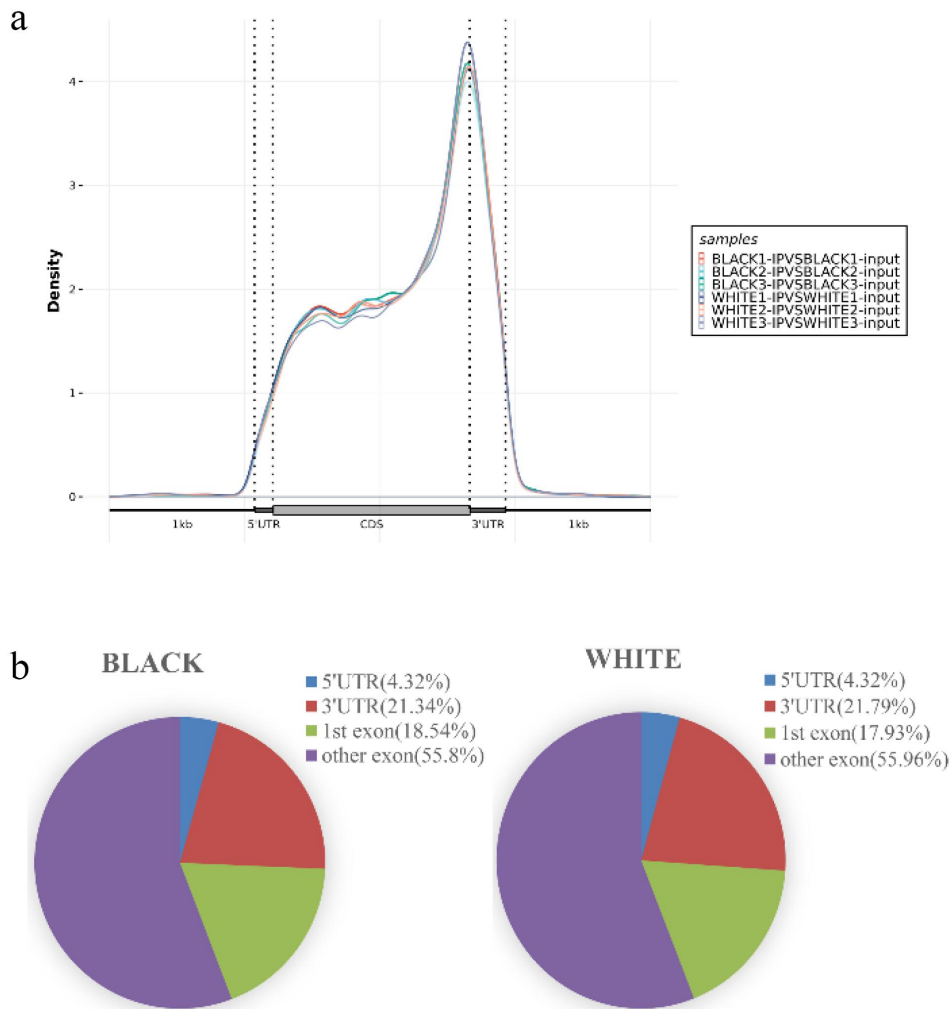 a
4
3
2
1
0
Density
1kb
5'UTR
CDS
3'UTR
1kb
samples
BLACK1-IPVSBLACK1-input
BLACK2-IPVSBLACK2-input
BLACK3-IPVSBLACK3-input
WHITE1-IPVSWHITE1-input
WHITE2-IPVSWHITE2-input
WHITE3-IPVSWHITE3-input
b
BLACK
5'UTR(4.32%)
3'UTR(21.34%)
1st exon(18.54%)
other exon(55.8%)
WHITE
5'UTR(4.32%)
3'UTR(21.79%)
1st exon(17.93%)
other exon(55.96%)